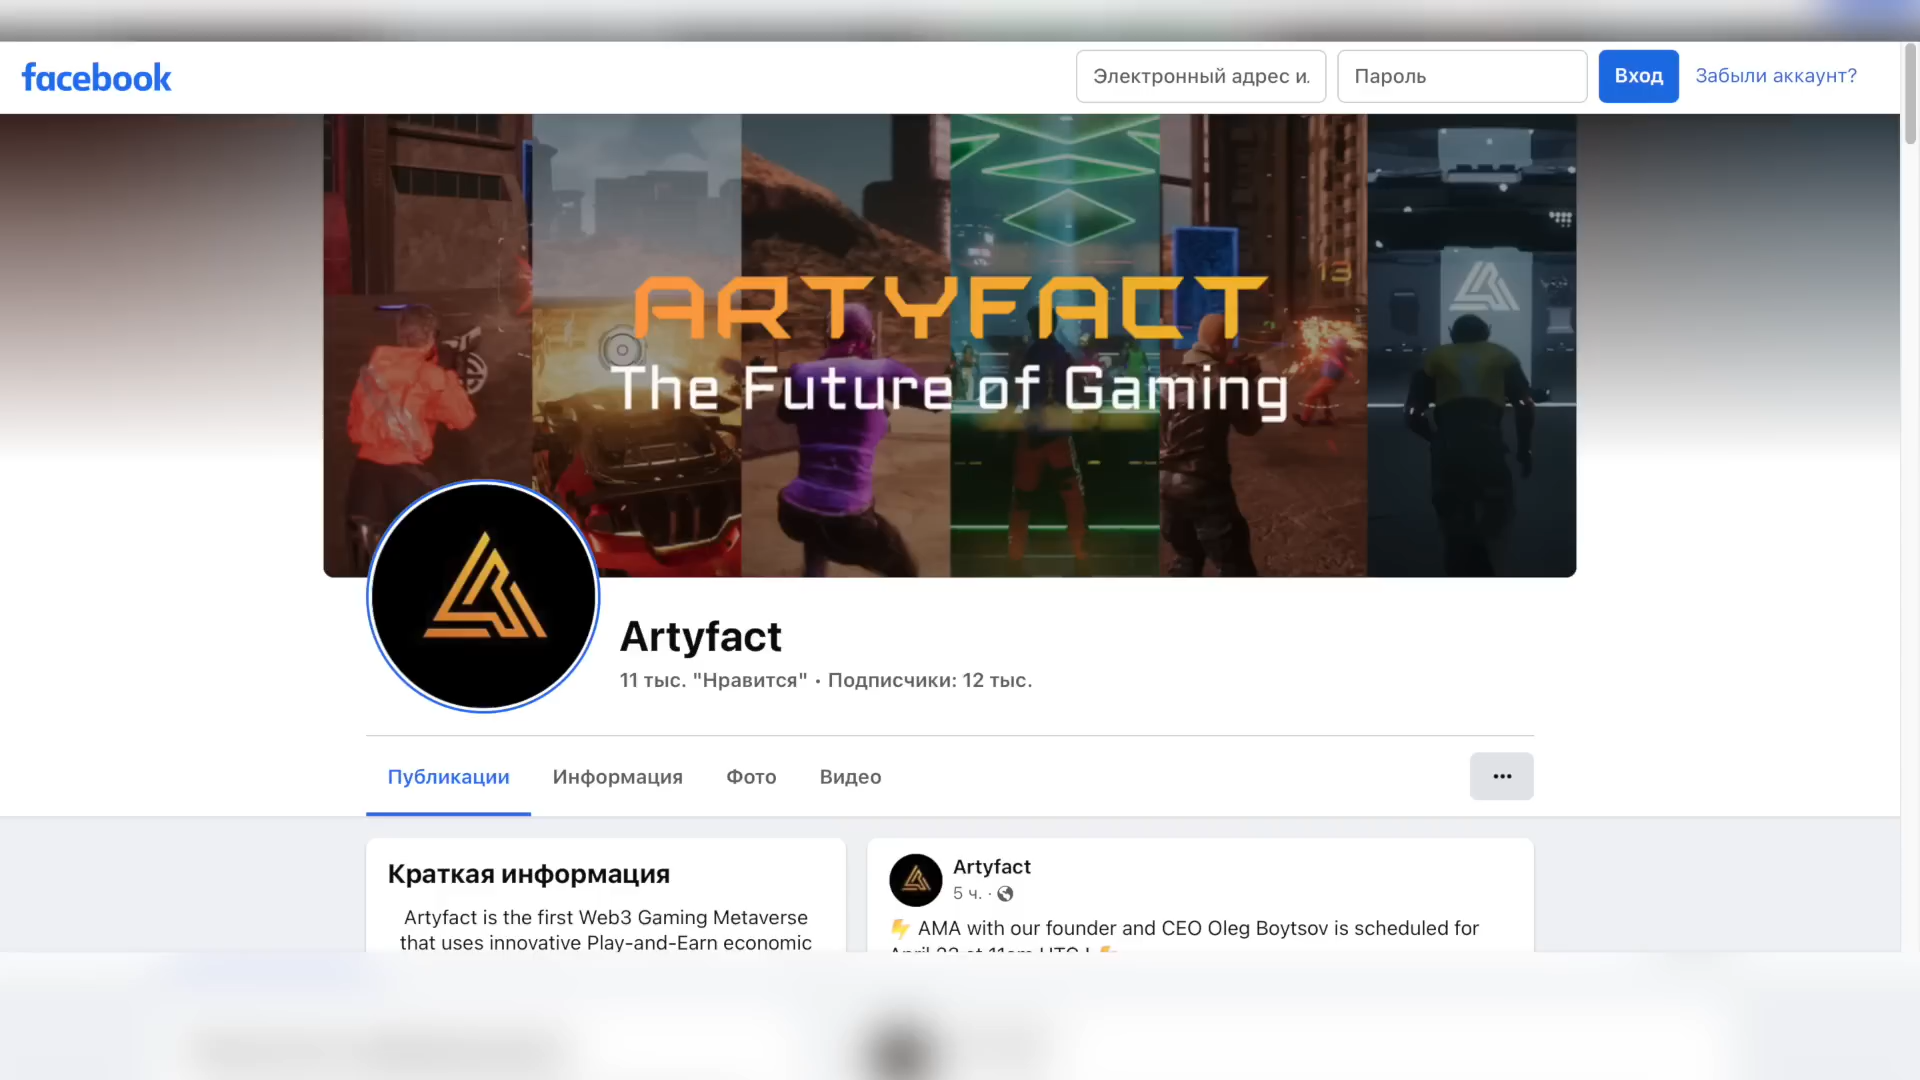 facebook
Электронный адрес и
Пароль
Вход
Забыли аккаунт?
13
ARTYFACT
The Future of Gaming
Artyfact
11 тыс. "Нравится" • Подписчики: 12 тыс.
Публикации
Информация
Фото
Видео
Краткая информация
Artyfact is the first Web3 Gaming Metaverse
that uses innovative Play-and-Earn economic
Artyfact
5 ч. ·
AMA with our founder and CEO Oleg Boytsov is scheduled for